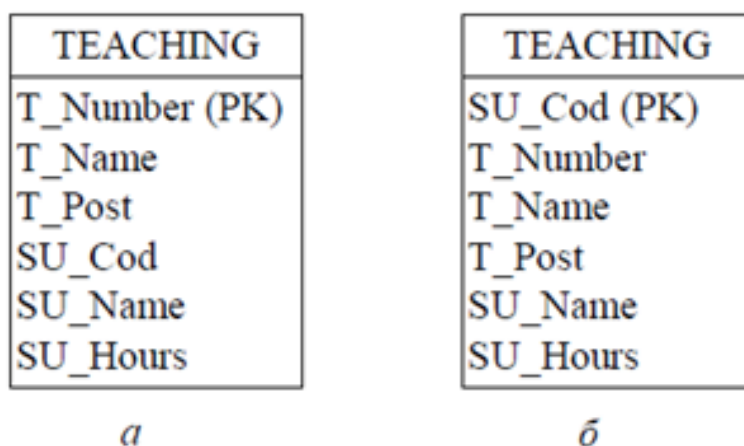 TEACHING
T_Number (PK)
T_Name
T_Post
SU_Cod
SU_Name
SU_Hours
а
TEACHING
SU_Cod (PK)
T_Number
T_Name
T_Post
SU_Name
SU_Hours
б